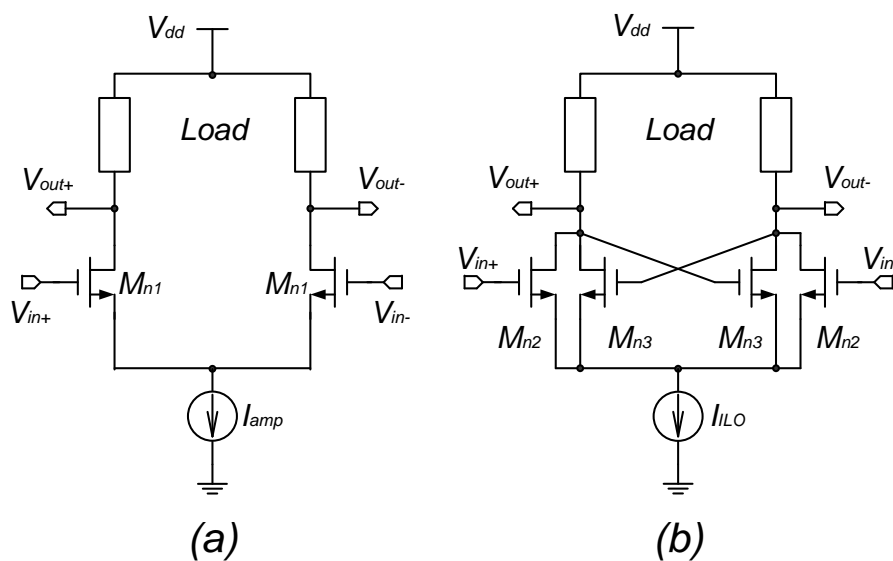 Vdd
Load
Vout+
Vout-
Mn1
Mn1
Vin+
Vin-
Iamp
(a)
Vdd
Load
Vout+
Vout-
Vin+
Vin
Mn2
Mn3
Mn3
Mn2
IILO
(b)